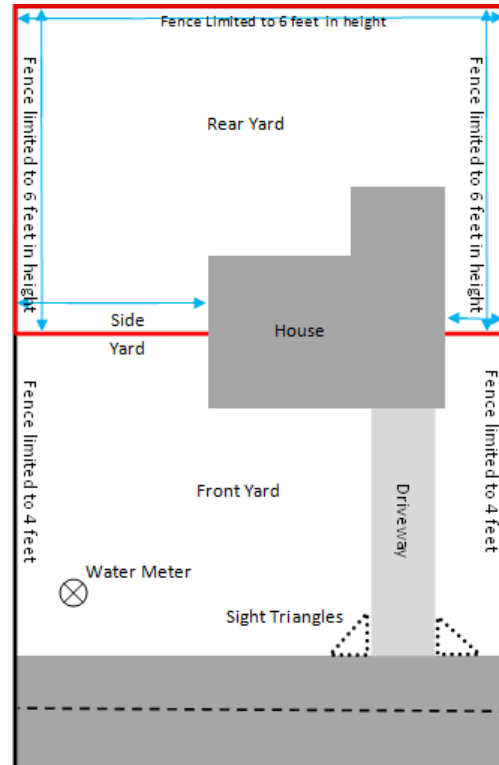 Fence Limited to 6 feet in height
Fence limited to 6 feet in height
Fence limited to 6 feet in height
Rear Yard
Side
Yard
House
Fence limited to 4 feet
Fence limited to 4 feet
Front Yard
Driveway
Water Meter
Sight Triangles